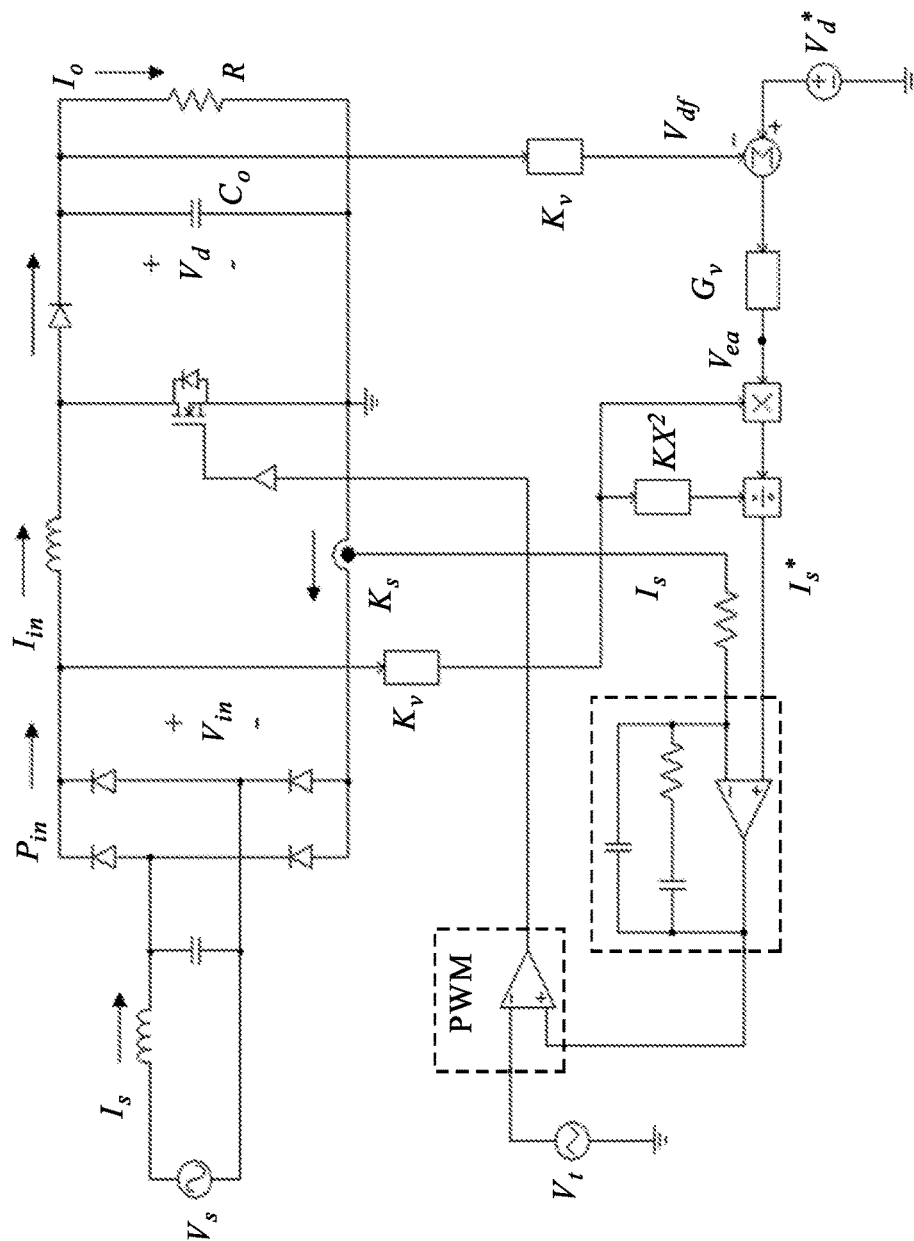 V_s
I_s
P_in
+
V_in
-
I_in
K_s
+
V_d
-
C_o
I_o
R
K_v
K_v
V_t
PWM
-
+
-
+
I_s
I_s*
KX²
÷
X
V_ea
G_v
V_df
-
+
Σ
V_d*
+
-